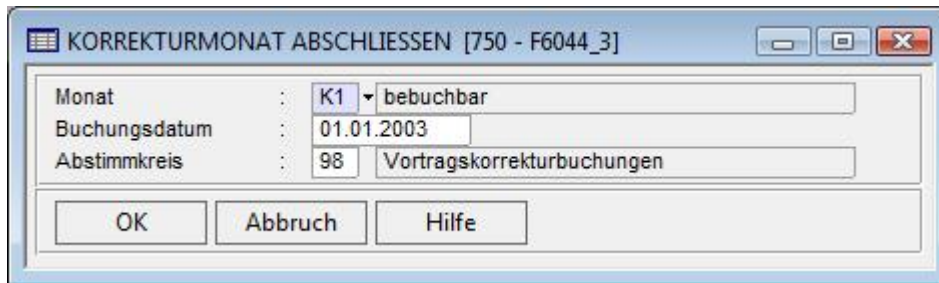 KORREKTURMONAT ABSCHLIESSEN [750 - F6044_3]
Monat : K1 bebuchbar
Buchungsdatum : 01.01.2003
Abstimmkreis : 98 Vortragskorrekturbuchungen
OK Abbruch Hilfe